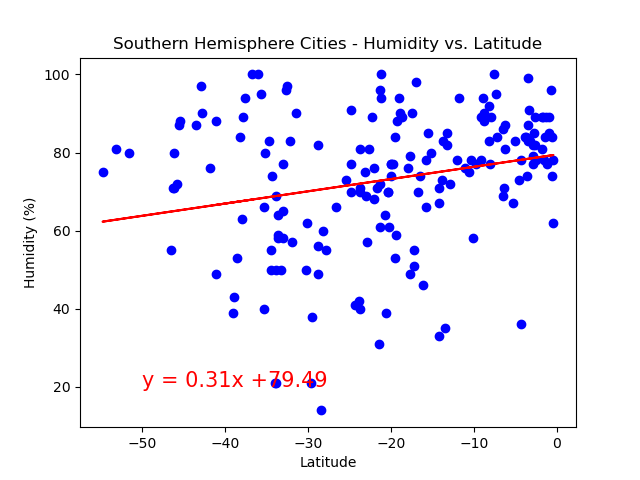 Southern Hemisphere Cities - Humidity vs. Latitude
100
80
60
40
20
Humidity (%)
y = 0.31x +79.49
−50
−40
−30
−20
−10
0
Latitude